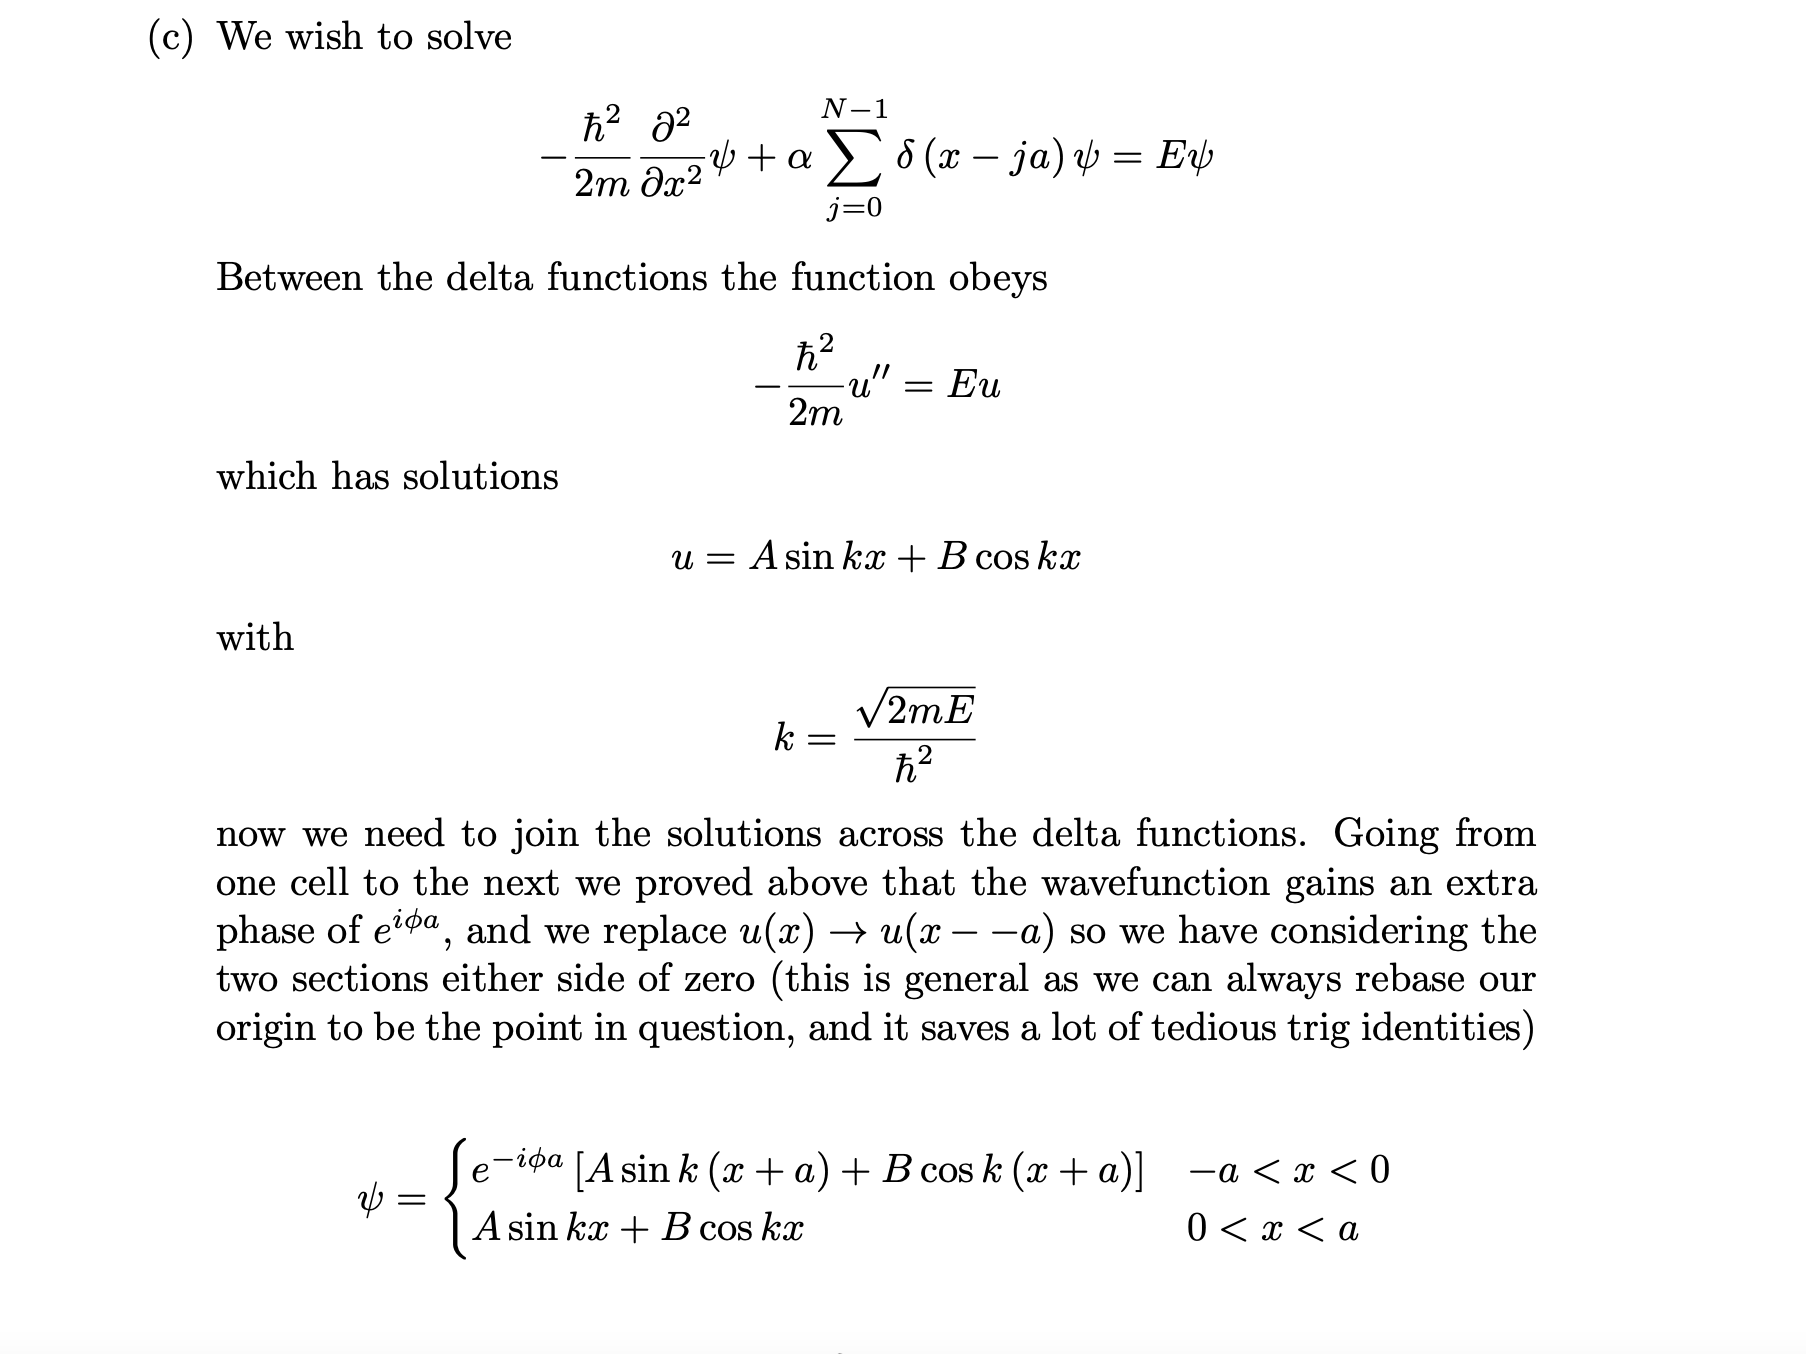 (c) We wish to solve
$-\frac{\hbar^2}{2m}\frac{\partial^2}{\partial x^2}\psi + \alpha \sum_{j=0}^{N-1} \delta\left(x - ja\right)\psi = E\psi$
Between the delta functions the function obeys
$-\frac{\hbar^2}{2m}u'' = Eu$
which has solutions
$u = A \sin kx + B \cos kx$
with
$k = \frac{\sqrt{2mE}}{\hbar^2}$
now we need to join the solutions across the delta functions. Going from
one cell to the next we proved above that the wavefunction gains an extra
phase of $e^{i\phi a}$, and we replace $u(x) \to u(x - -a)$ so we have considering the
two sections either side of zero (this is general as we can always rebase our
origin to be the point in question, and it saves a lot of tedious trig identities)
$\psi = \begin{cases} e^{-i\phi a}\left[A \sin k\left(x + a\right) + B \cos k\left(x + a\right)\right] & -a < x < 0 \\ A \sin kx + B \cos kx & 0 < x < a \end{cases}$